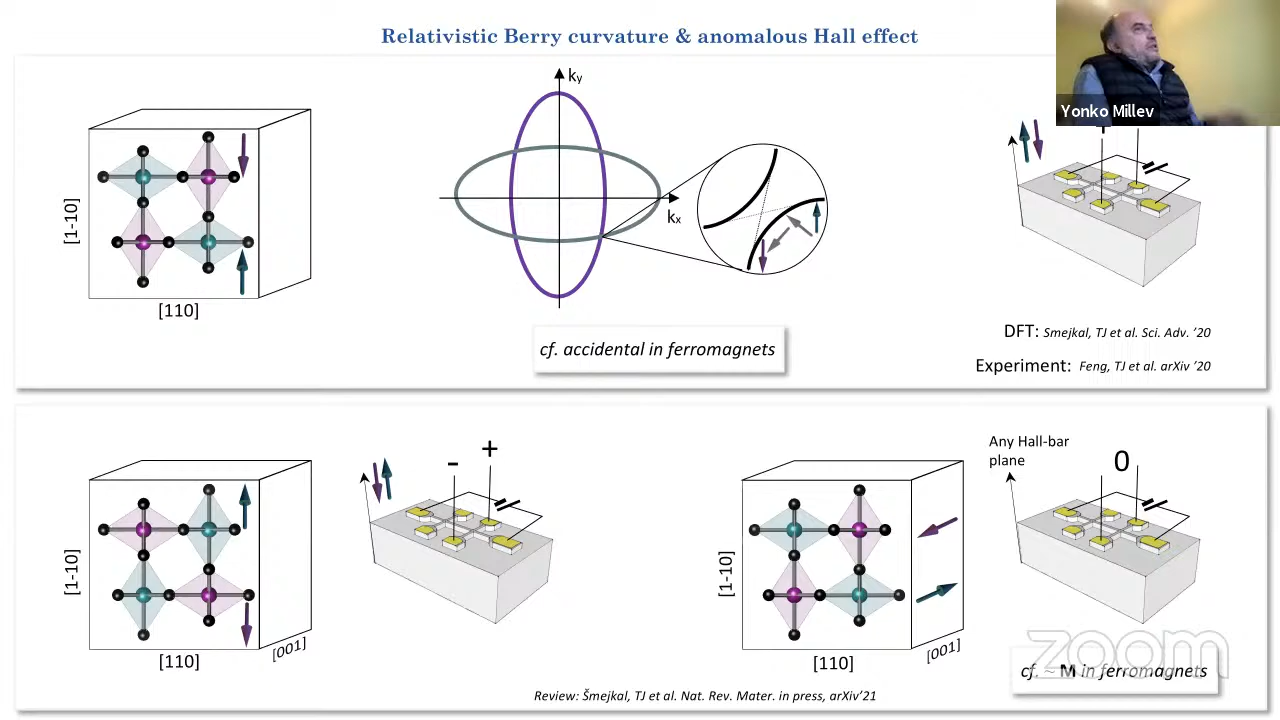 Relativistic Berry curvature & anomalous Hall effect
Yonko Millev
ky
kx
[1-10]
[110]
cf. accidental in ferromagnets
DFT: Smejkal, TJ et al. Sci. Adv. ’20
Experiment: Feng, TJ et al. arXiv ’20
[1-10]
[110]
[001]
- +
[1-10]
[110]
[001]
Any Hall-bar
plane
0
zoom
cf. ~ M in ferromagnets
Review: Šmejkal, TJ et al. Nat. Rev. Mater. in press, arXiv’21